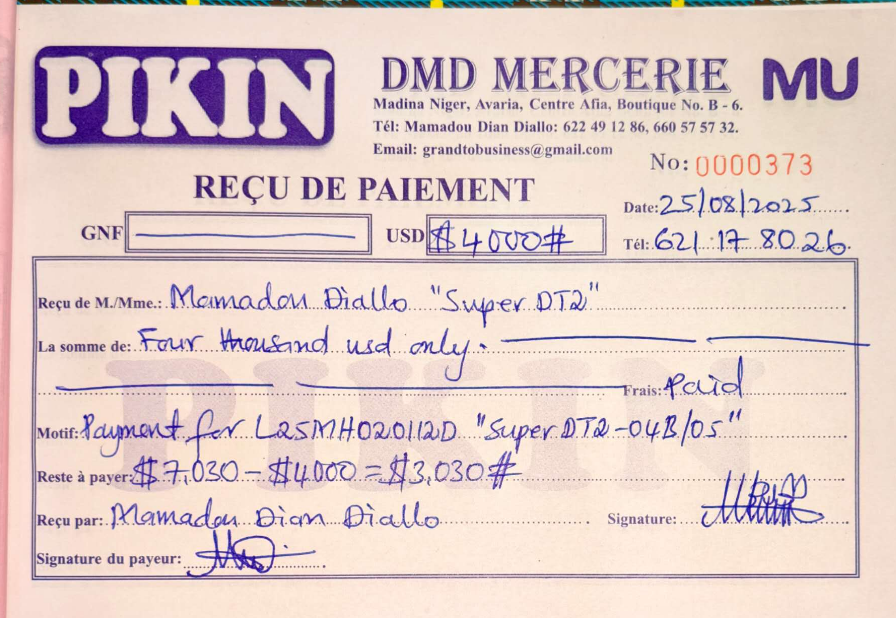 PIKIN
DMD MERCERIE
MU
Madina Niger, Avaria, Centre Afia, Boutique No. B - 6.
Tél: Mamadou Dian Diallo: 622 49 12 86, 660 57 57 32.
Email: grandtobusiness@gmail.com
No: 0000373
REÇU DE PAIEMENT
Date: 25/08/2025
GNF USD $4000#
Tél: 621 17 80 26
Reçu de M./Mme.: Mamadou Diallo "Super DT2"
La somme de: Four thousand usd only.
Frais: Paid
PIKIN
Motif: Payment for L25MH020112D "Super DT2-04B/05"
Reste à payer: $7,030 - $4000 = $3,030#
Reçu par: Mamadou Dian Diallo Signature:
Signature du payeur: